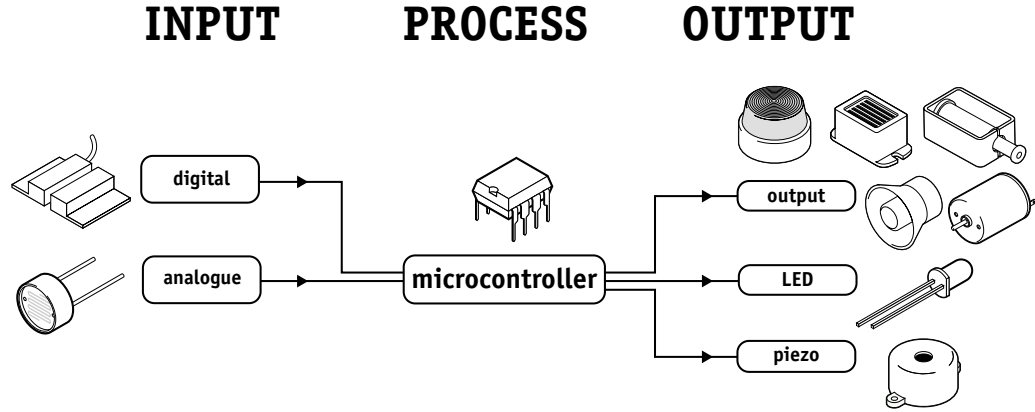 INPUT PROCESS OUTPUT
digital
output
analogue
microcontroller
LED
piezo